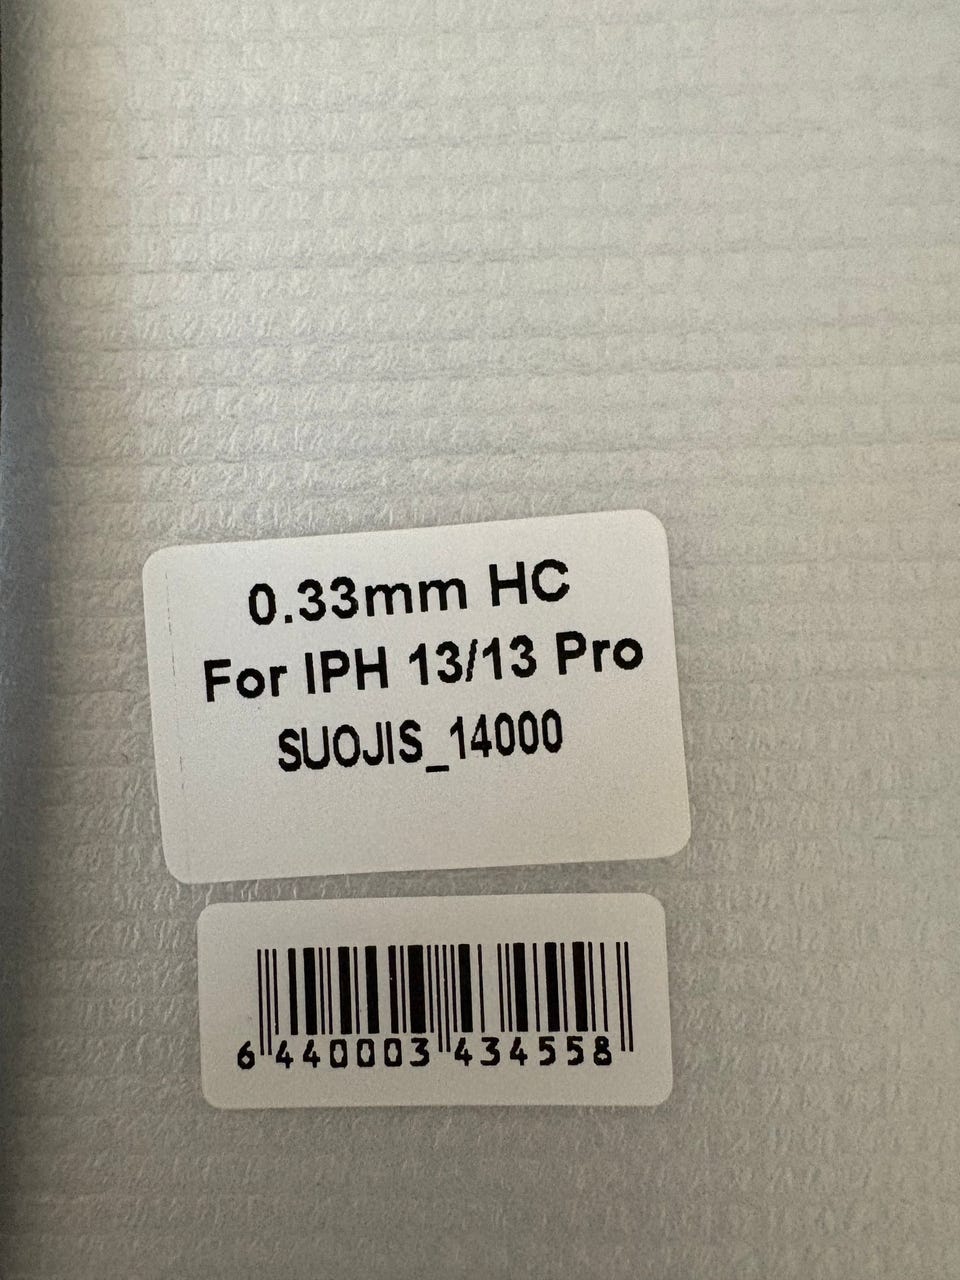 0.33mm HC
For IPH 13/13 Pro
SUOJIS_14000
6 440003 434558